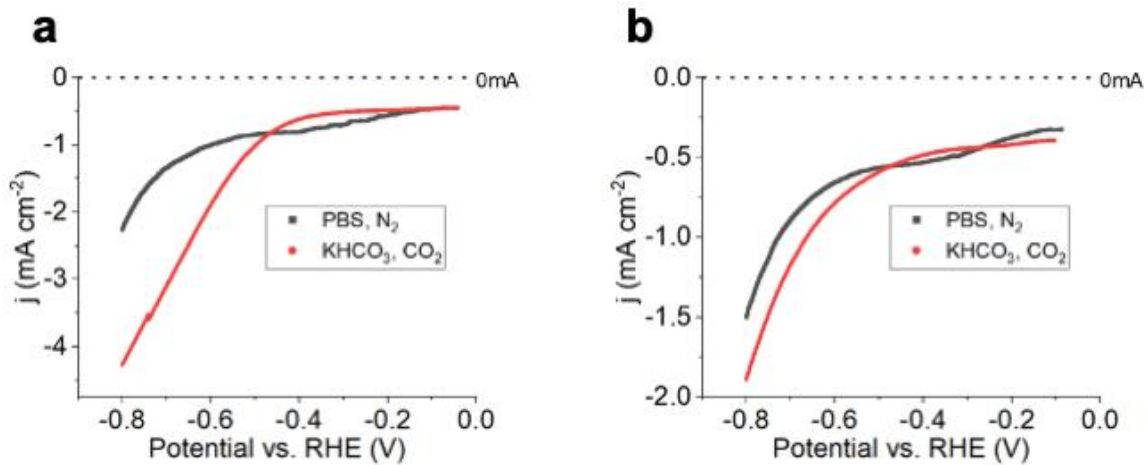 a
0
0mA
-1
-2
-3
-4
j (mA cm⁻²)
PBS, N₂
KHCO₃, CO₂
-0.8
-0.6
-0.4
-0.2
0.0
Potential vs. RHE (V)
b
0.0
0mA
-0.5
-1.0
-1.5
-2.0
j (mA cm⁻²)
PBS, N₂
KHCO₃, CO₂
-0.8
-0.6
-0.4
-0.2
0.0
Potential vs. RHE (V)